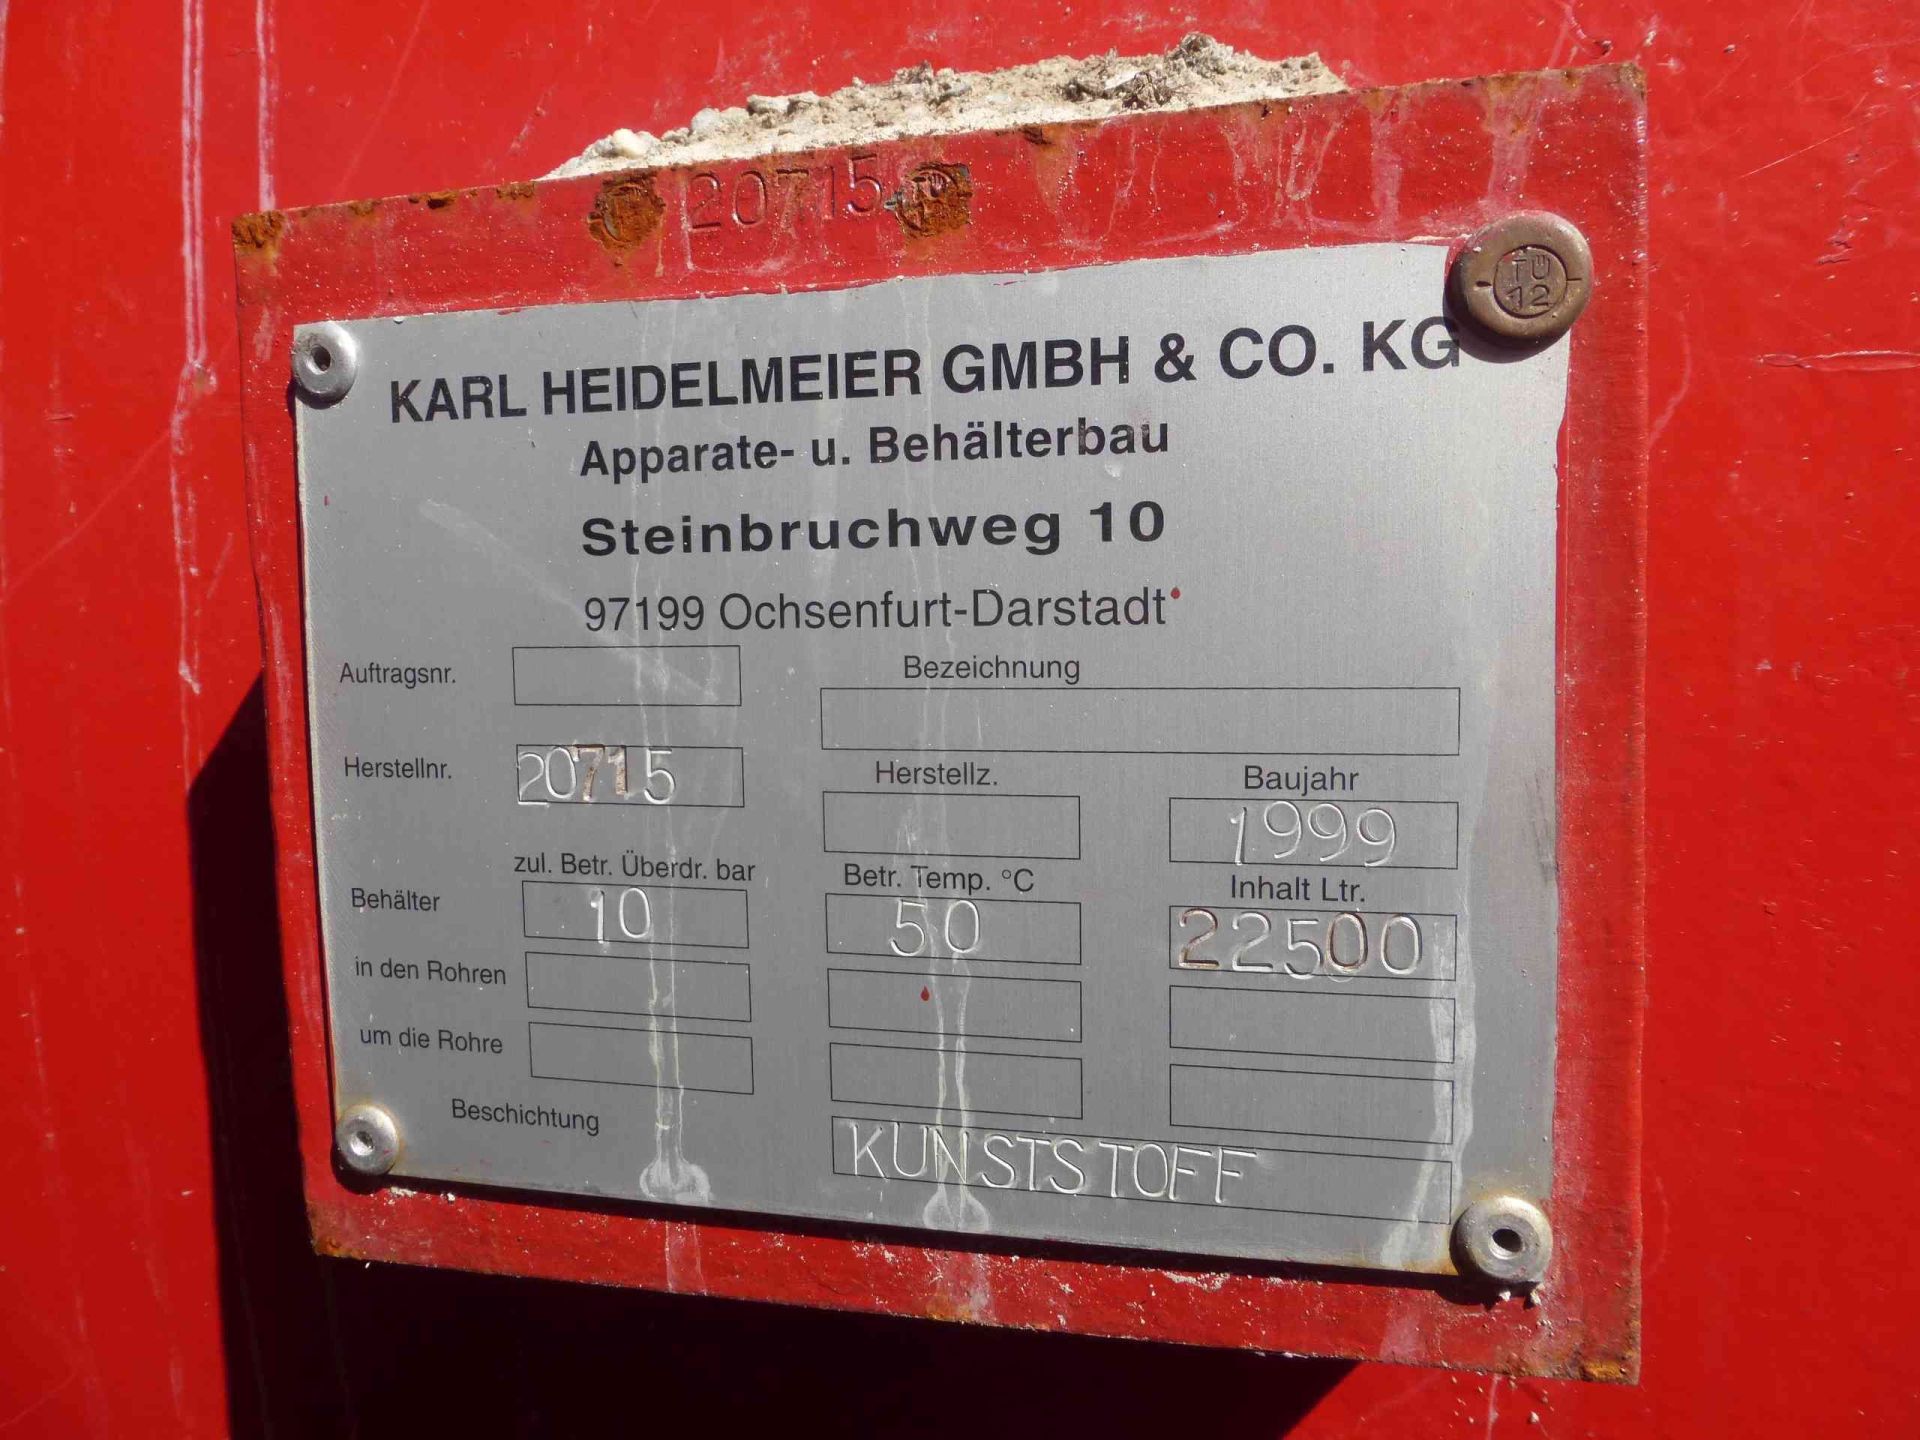 20715
TÜ
12
KARL HEIDELMEIER GMBH & CO. KG
Apparate- u. Behälterbau
Steinbruchweg 10
97199 Ochsenfurt-Darstadt
Auftragsnr.
Bezeichnung
Herstellnr. 20715
Herstellz.
Baujahr
1999
zul. Betr. Überdr. bar
Betr. Temp. °C
Inhalt Ltr.
Behälter 10 50 22500
in den Rohren
um die Rohre
Beschichtung KUNSTSTOFF